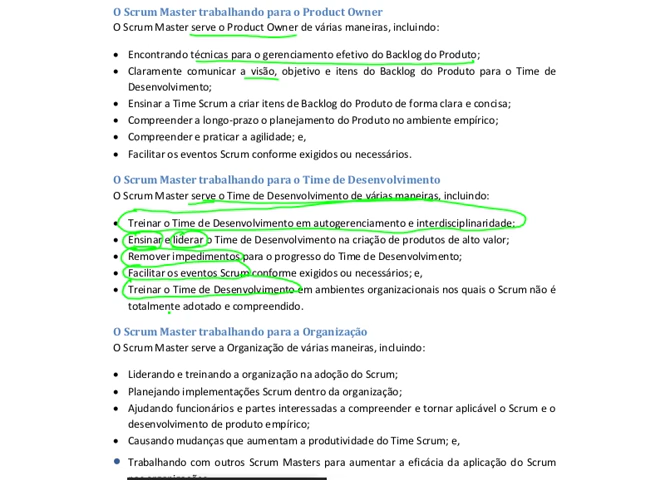 O Scrum Master trabalhando para o Product Owner
O Scrum Master serve o Product Owner de várias maneiras, incluindo:
• Encontrando técnicas para o gerenciamento efetivo do Backlog do Produto;
• Claramente comunicar a visão, objetivo e itens do Backlog do Produto para o Time de
Desenvolvimento;
• Ensinar a Time Scrum a criar itens de Backlog do Produto de forma clara e concisa;
• Compreender a longo-prazo o planejamento do Produto no ambiente empírico;
• Compreender e praticar a agilidade; e,
• Facilitar os eventos Scrum conforme exigidos ou necessários.
O Scrum Master trabalhando para o Time de Desenvolvimento
O Scrum Master serve o Time de Desenvolvimento de várias maneiras, incluindo:
• Treinar o Time de Desenvolvimento em autogerenciamento e interdisciplinaridade;
• Ensinar e liderar o Time de Desenvolvimento na criação de produtos de alto valor;
• Remover impedimentos para o progresso do Time de Desenvolvimento;
• Facilitar os eventos Scrum conforme exigidos ou necessários; e,
• Treinar o Time de Desenvolvimento em ambientes organizacionais nos quais o Scrum não é
totalmente adotado e compreendido.
O Scrum Master trabalhando para a Organização
O Scrum Master serve a Organização de várias maneiras, incluindo:
• Liderando e treinando a organização na adoção do Scrum;
• Planejando implementações Scrum dentro da organização;
• Ajudando funcionários e partes interessadas a compreender e tornar aplicável o Scrum e o
desenvolvimento de produto empírico;
• Causando mudanças que aumentam a produtividade do Time Scrum; e,
• Trabalhando com outros Scrum Masters para aumentar a eficácia da aplicação do Scrum